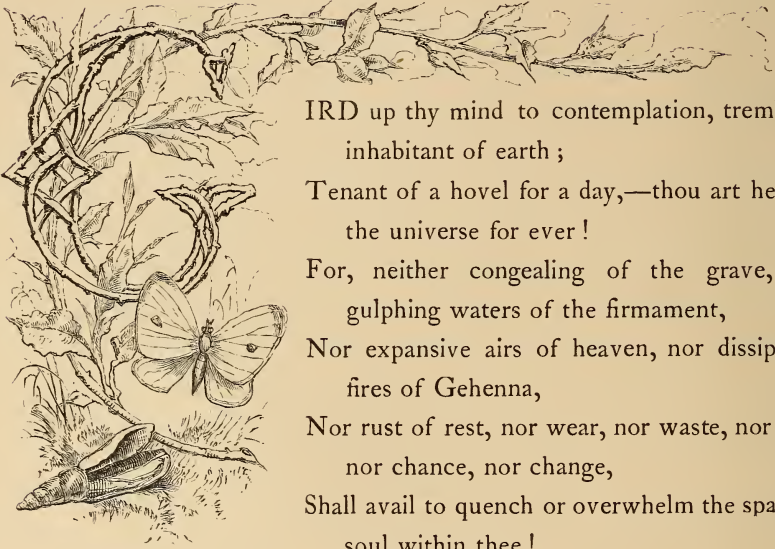 GIRD up thy mind to contemplation, trem
inhabitant of earth ;
Tenant of a hovel for a day,—thou art he
the universe for ever !
For, neither congealing of the grave,
gulphing waters of the firmament,
Nor expansive airs of heaven, nor dissip
fires of Gehenna,
Nor rust of rest, nor wear, nor waste, nor
nor chance, nor change,
Shall avail to quench or overwhelm the spa
soul within thee !